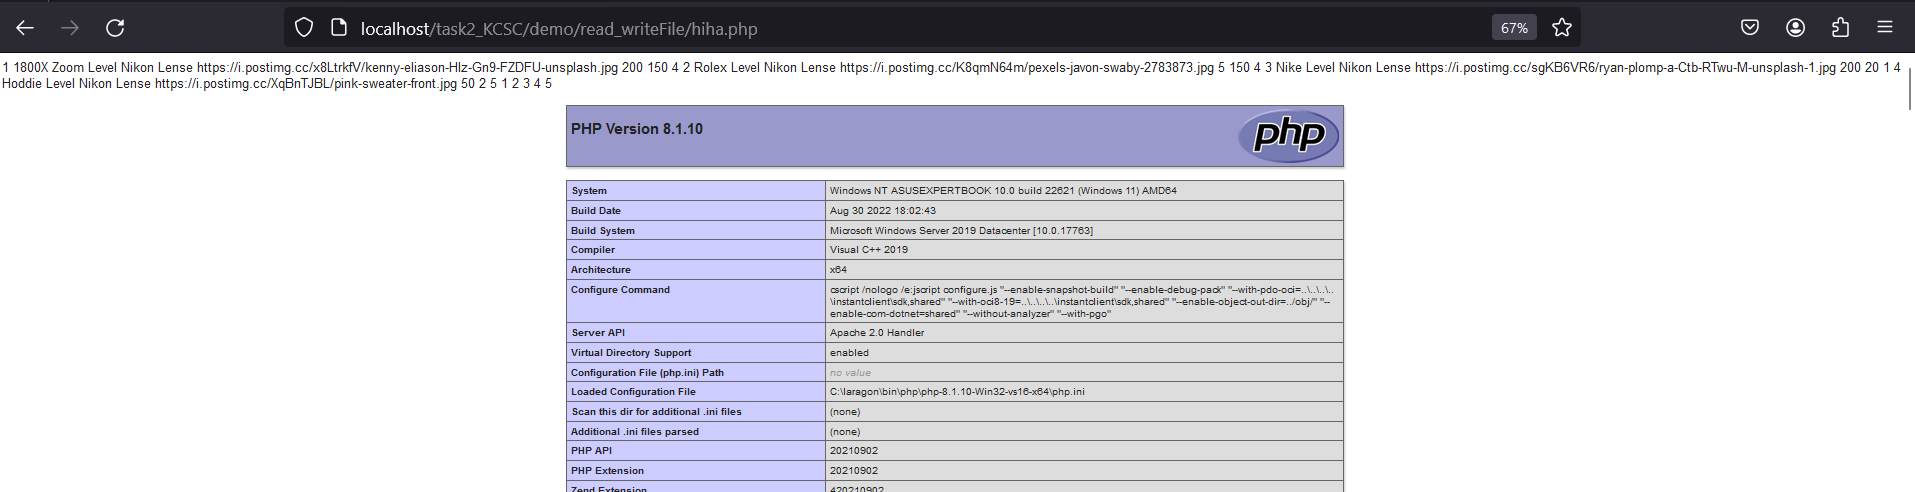 localhost/task2_KCSC/demo/read_writeFile/hiha.php
67%
1 1800X Zoom Level Nikon Lense https://i.postimg.cc/x8LtrkfV/kenny-eliason-HIz-Gn9-FZDFU-unsplash.jpg 200 150 4 2 Rolex Level Nikon Lense https://i.postimg.cc/K8qmN64m/pexels-javon-swaby-2783873.jpg 5 150 4 3 Nike Level Nikon Lense https://i.postimg.cc/sgKB6VR6/ryan-plomp-a-Ctb-RTwu-M-unsplash-1.jpg 200 20 1 4
Hoddie Level Nikon Lense https://i.postimg.cc/XqBnTJBL/pink-sweater-front.jpg 50 2 5 1 2 3 4 5
PHP Version 8.1.10
php
System Windows NT ASUSEXPERTBOOK 10.0 build 22621 (Windows 11) AMD64
Build Date Aug 30 2022 18:02:43
Build System Microsoft Windows Server 2019 Datacenter [10.0.17763]
Compiler Visual C++ 2019
Architecture x64
Configure Command cscript /nologo /e:jscript configure.js "--enable-snapshot-build" "--enable-debug-pack" "--with-pdo-oci=..\..\..\..
\instantclient\sdk,shared" "--with-oci8-19=..\..\..\..\instantclient\sdk,shared" "--enable-object-out-dir=../obj/" "--
enable-com-dotnet=shared" "--without-analyzer" "--with-pgo"
Server API Apache 2.0 Handler
Virtual Directory Support enabled
Configuration File (php.ini) Path no value
Loaded Configuration File C:\laragon\bin\php\php-8.1.10-Win32-vs16-x64\php.ini
Scan this dir for additional .ini files (none)
Additional .ini files parsed (none)
PHP API 20210902
PHP Extension 20210902
Zend Extension 420210902